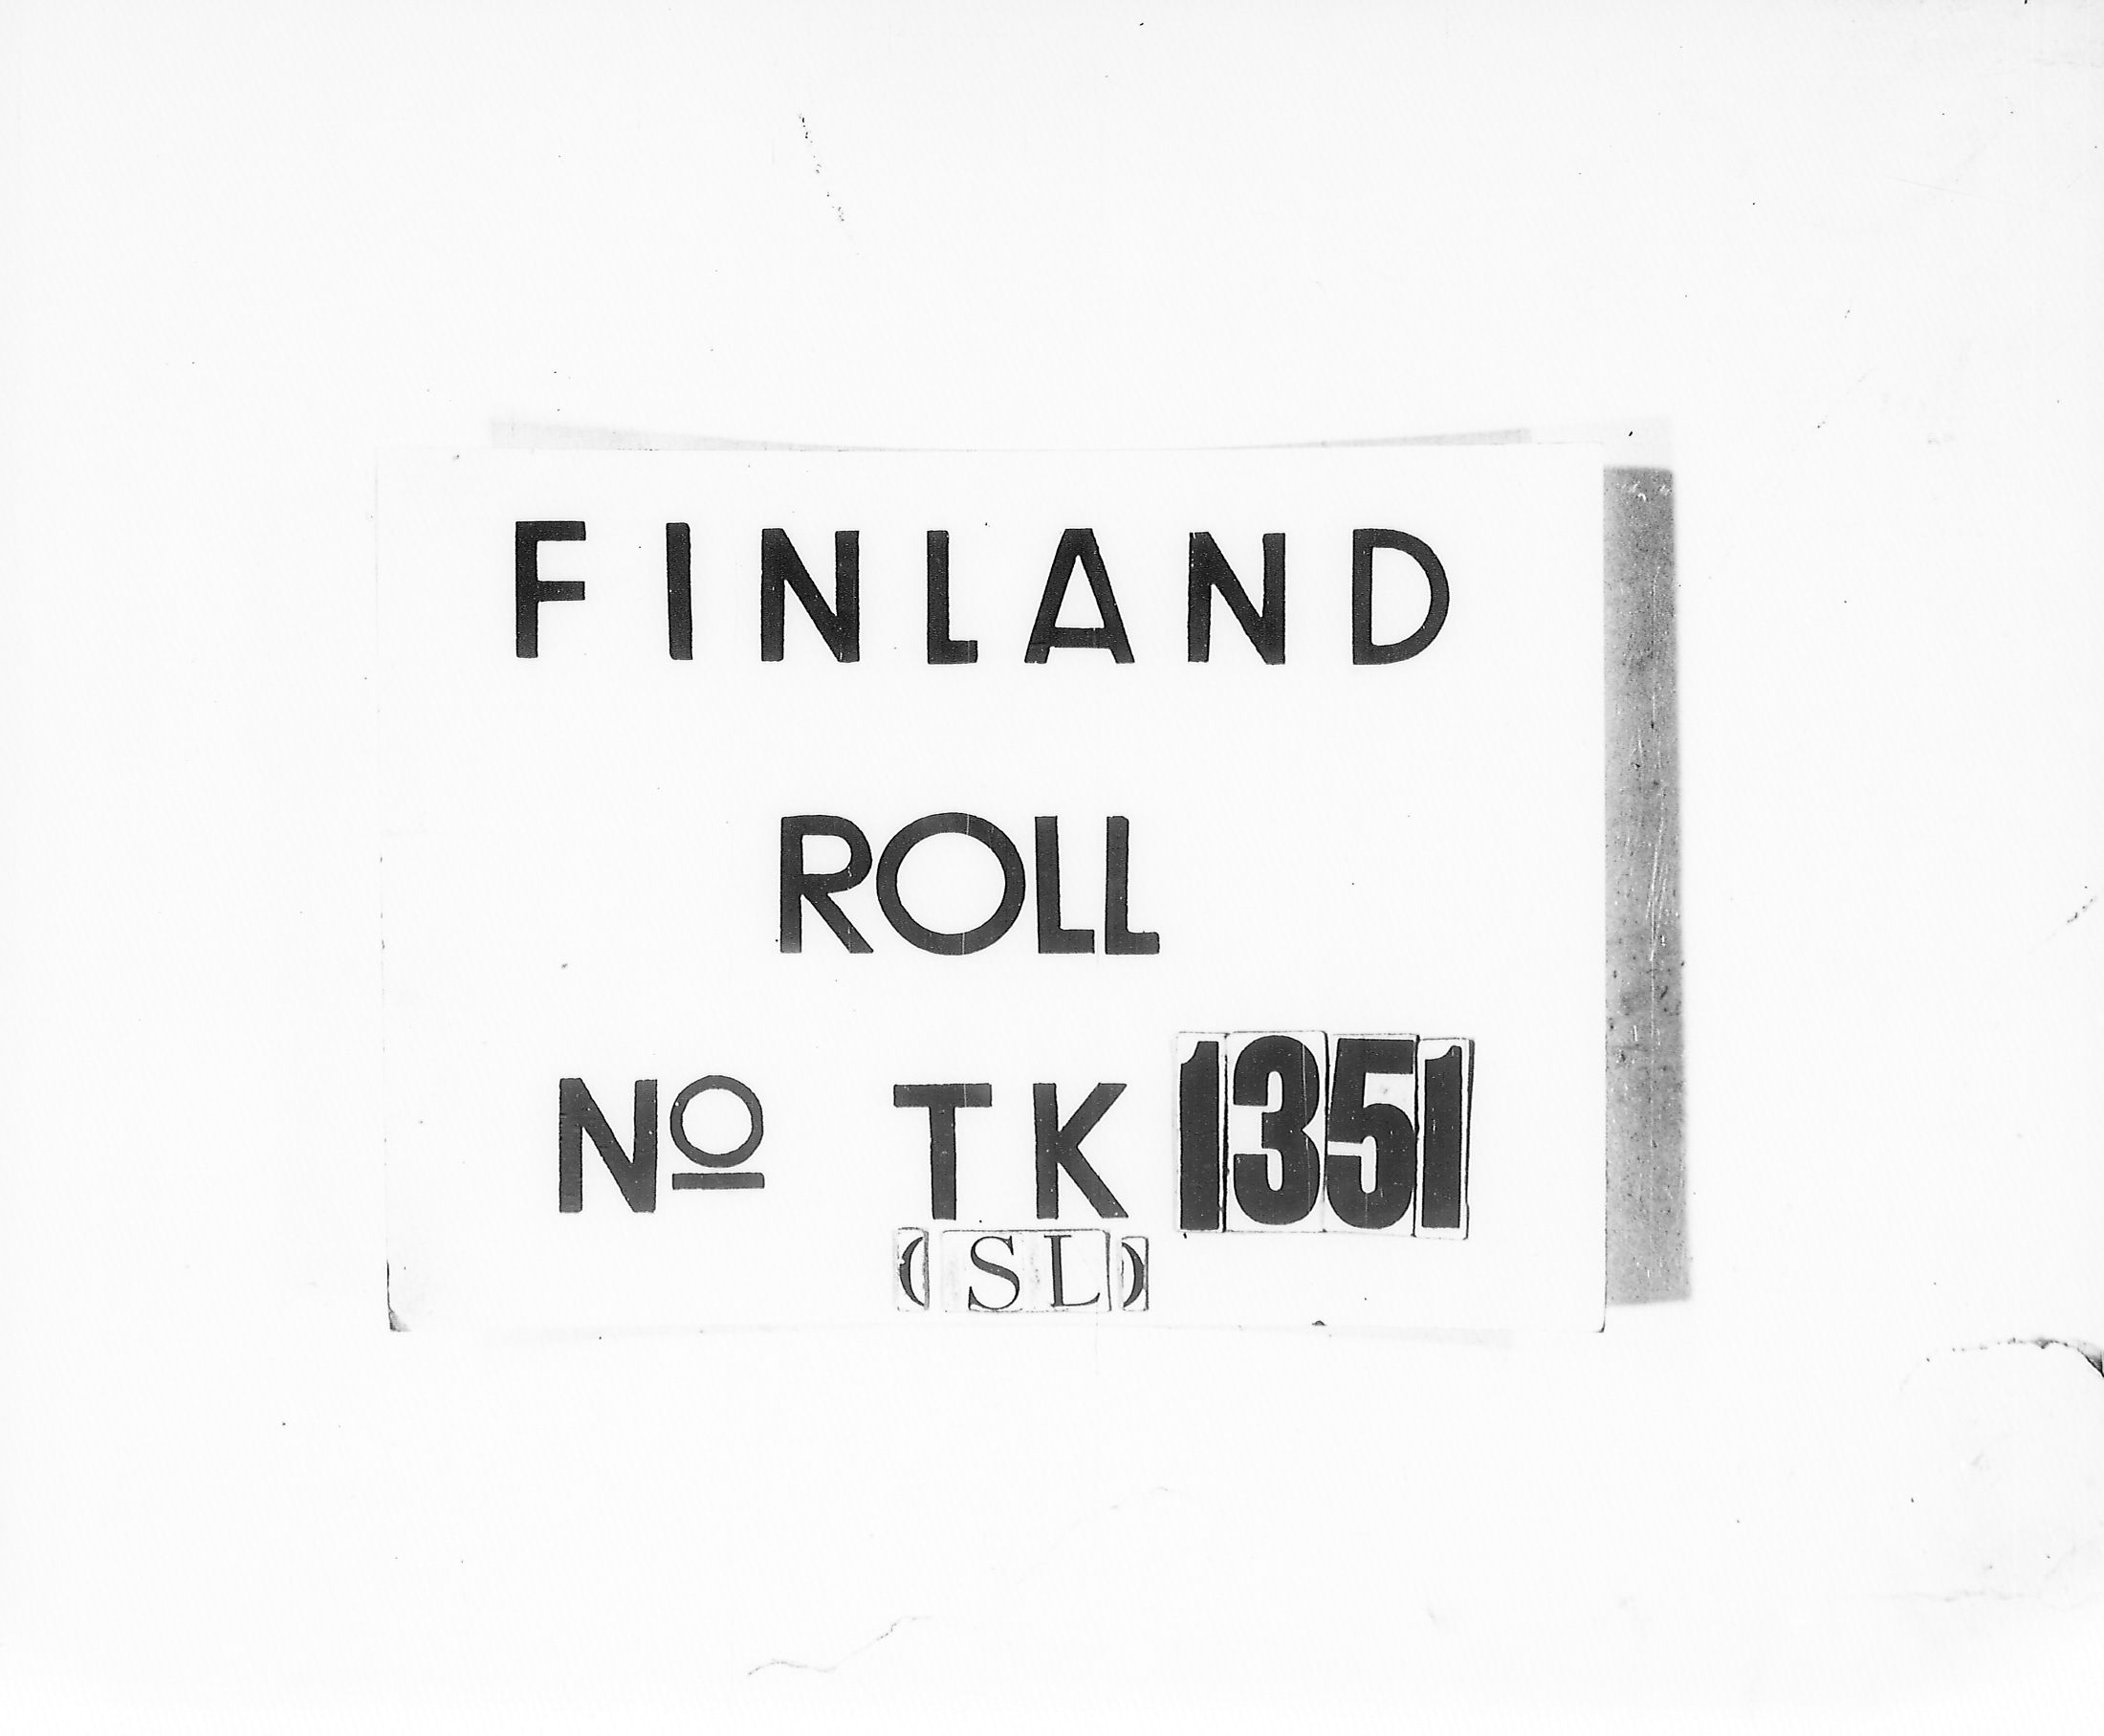 FINLAND
ROLL
Nº TK 1351
(SL)